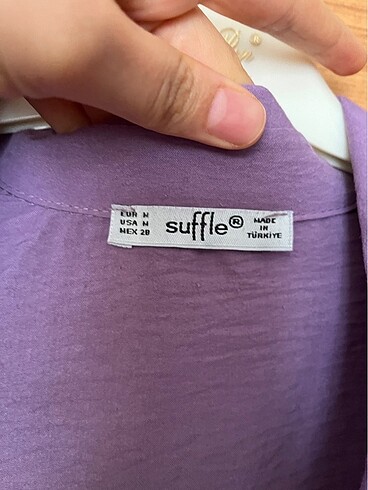 EUR M
USA M
MEX 28
suffle®
MADE
IN
TÜRKİYE